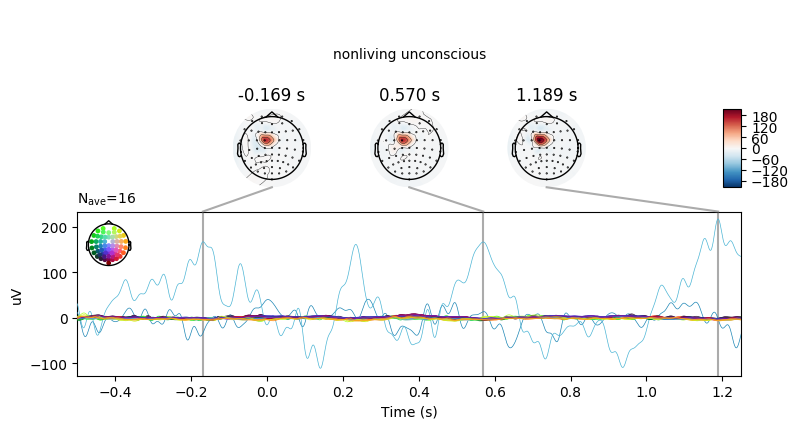 nonliving unconscious
-0.169 s 0.570 s 1.189 s
180
120
60
0
−60
−120
−180
Nave=16
200
100
0
−100
uV
−0.4 −0.2 0.0 0.2 0.4 0.6 0.8 1.0 1.2
Time (s)